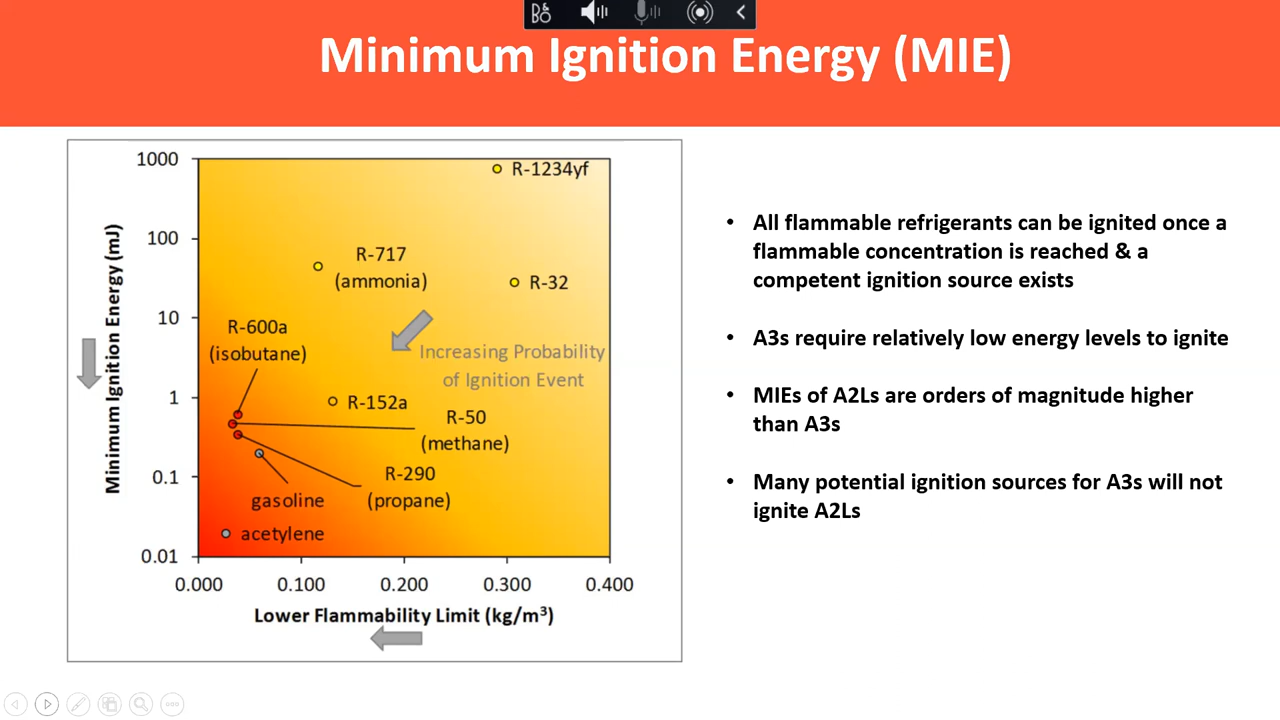 B&O
Minimum Ignition Energy (MIE)
1000
100
10
1
0.1
0.01
Minimum Ignition Energy (mJ)
R-1234yf
R-717
(ammonia)
R-32
R-600a
(isobutane)
Increasing Probability
of Ignition Event
R-152a
R-50
(methane)
R-290
(propane)
gasoline
acetylene
0.000 0.100 0.200 0.300 0.400
Lower Flammability Limit (kg/m³)
• All flammable refrigerants can be ignited once a
flammable concentration is reached & a
competent ignition source exists
• A3s require relatively low energy levels to ignite
• MIEs of A2Ls are orders of magnitude higher
than A3s
• Many potential ignition sources for A3s will not
ignite A2Ls